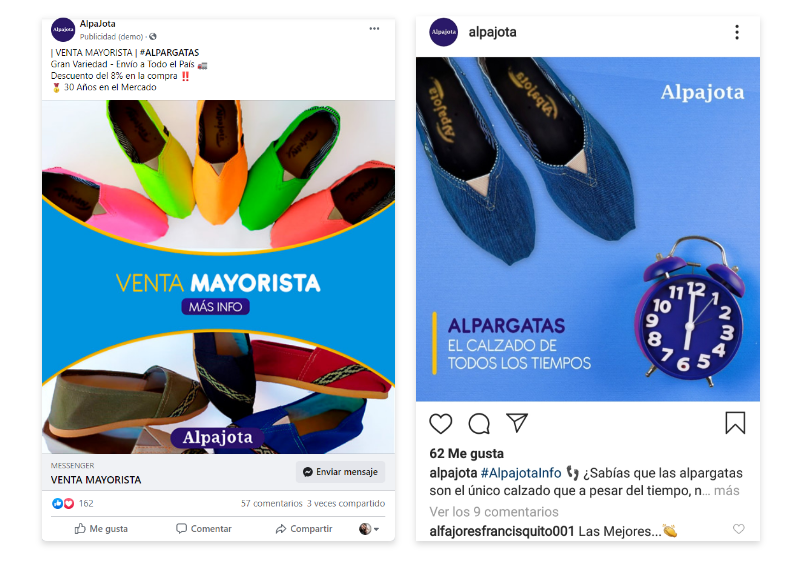 Alpajota
AlpaJota
Publicidad (demo) ·
| VENTA MAYORISTA | #ALPARGATAS
Gran Variedad - Envío a Todo el País 🚛
Descuento del 8% en la compra ‼️
🏅 30 Años en el Mercado
Alpajota
VENTA MAYORISTA
MÁS INFO
Alpajota
MESSENGER
VENTA MAYORISTA
Enviar mensaje
162
57 comentarios 3 veces compartido
Me gusta
Comentar
Compartir
Alpajota
alpajota
Alpajota
Alpajota
Alpajota
12
1
2
3
4
5
6
7
8
9
10
11
ALPARGATAS
EL CALZADO DE
TODOS LOS TIEMPOS
62 Me gusta
alpajota #AlpajotaInfo 👣 ¿Sabías que las alpargatas
son el único calzado que a pesar del tiempo, n... más
Ver los 9 comentarios
alfajoresfrancisquito001 Las Mejores...👏